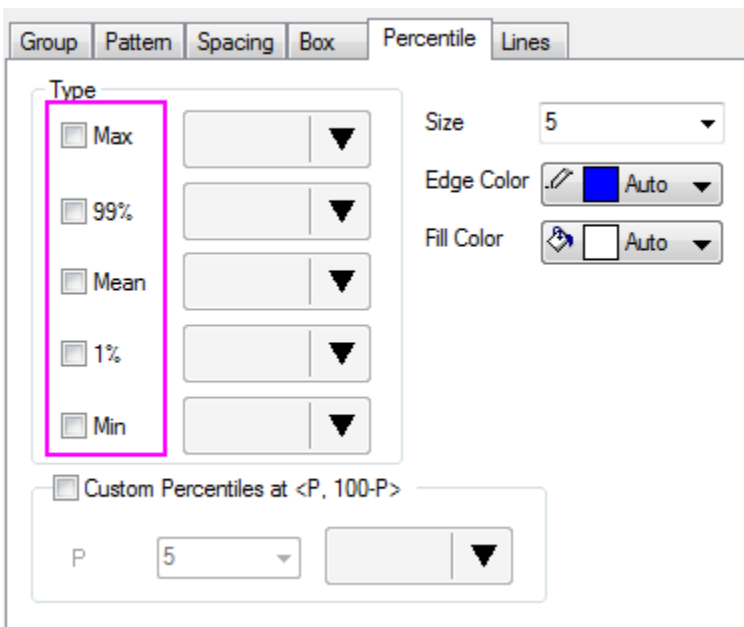 Group Pattern Spacing Box Percentile Lines
Type
Max
99%
Mean
1%
Min
Size 5
Edge Color Auto
Fill Color Auto
Custom Percentiles at <P, 100-P>
P 5